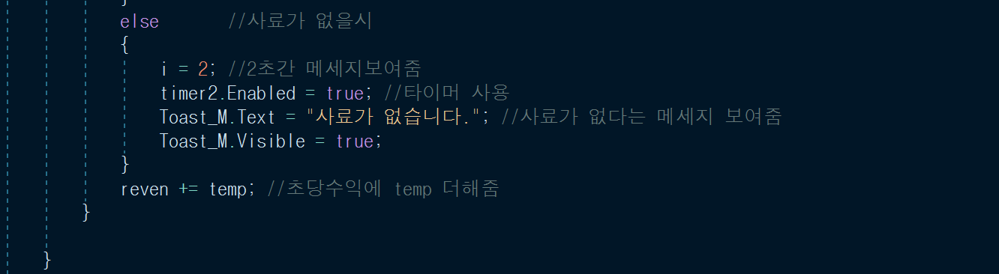 }
else //사료가 없을시
{
i = 2; //2초간 메세지보여줌
timer2.Enabled = true; //타이머 사용
Toast_M.Text = "사료가 없습니다."; //사료가 없다는 메세지 보여줌
Toast_M.Visible = true;
}
reven += temp; //초당수익에 temp 더해줌
}
}